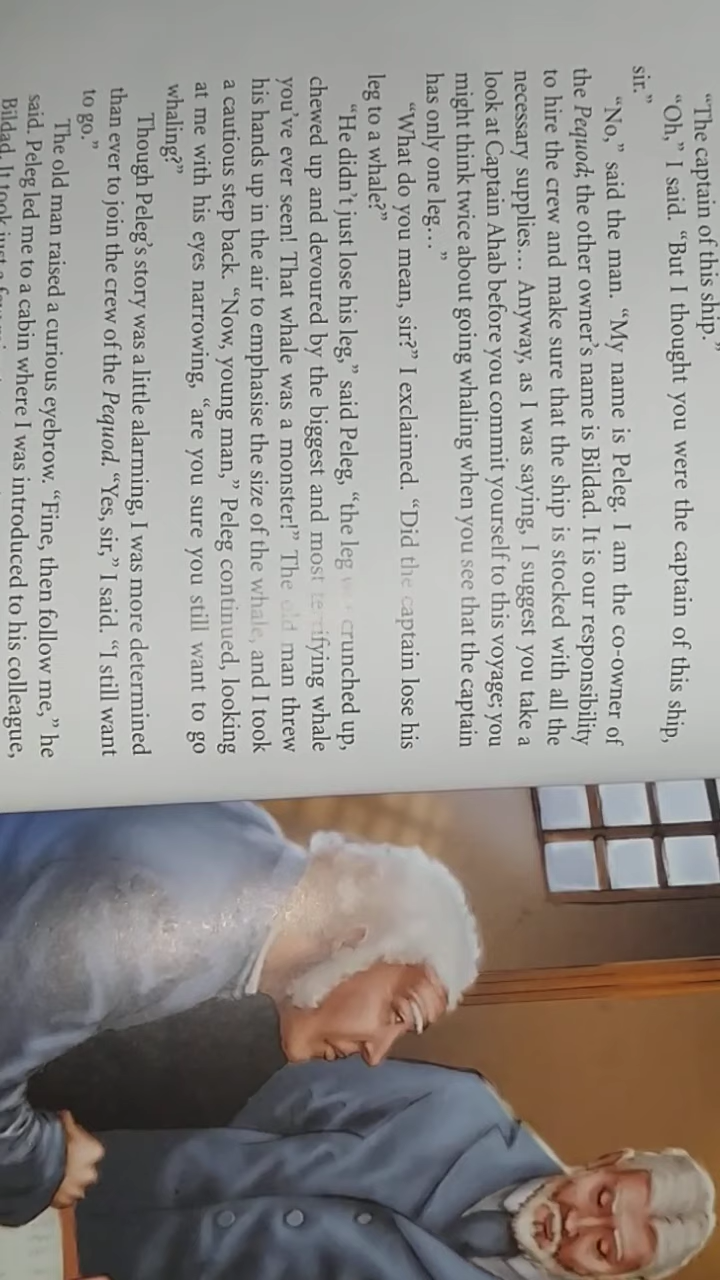 "The captain of this ship."
"Oh," I said. "But I thought you were the captain of this ship,
sir."
"No," said the man. "My name is Peleg. I am the co-owner of
the Pequod; the other owner's name is Bildad. It is our responsibility
to hire the crew and make sure that the ship is stocked with all the
necessary supplies... Anyway, as I was saying, I suggest you take a
look at Captain Ahab before you commit yourself to this voyage; you
might think twice about going whaling when you see that the captain
has only one leg..."
"What do you mean, sir?" I exclaimed. "Did the captain lose his
leg to a whale?"
"He didn't just lose his leg," said Peleg, "the leg crunched up,
chewed up and devoured by the biggest and most terrifying whale
you've ever seen! That whale was a monster!" The old man threw
his hands up in the air to emphasise the size of the whale, and I took
a cautious step back. "Now, young man," Peleg continued, looking
at me with his eyes narrowing, "are you sure you still want to go
whaling?"
Though Peleg's story was a little alarming, I was more determined
than ever to join the crew of the Pequod. "Yes, sir," I said. "I still want
to go."
The old man raised a curious eyebrow. "Fine, then follow me," he
said. Peleg led me to a cabin where I was introduced to his colleague,
Bildad. It took just a few